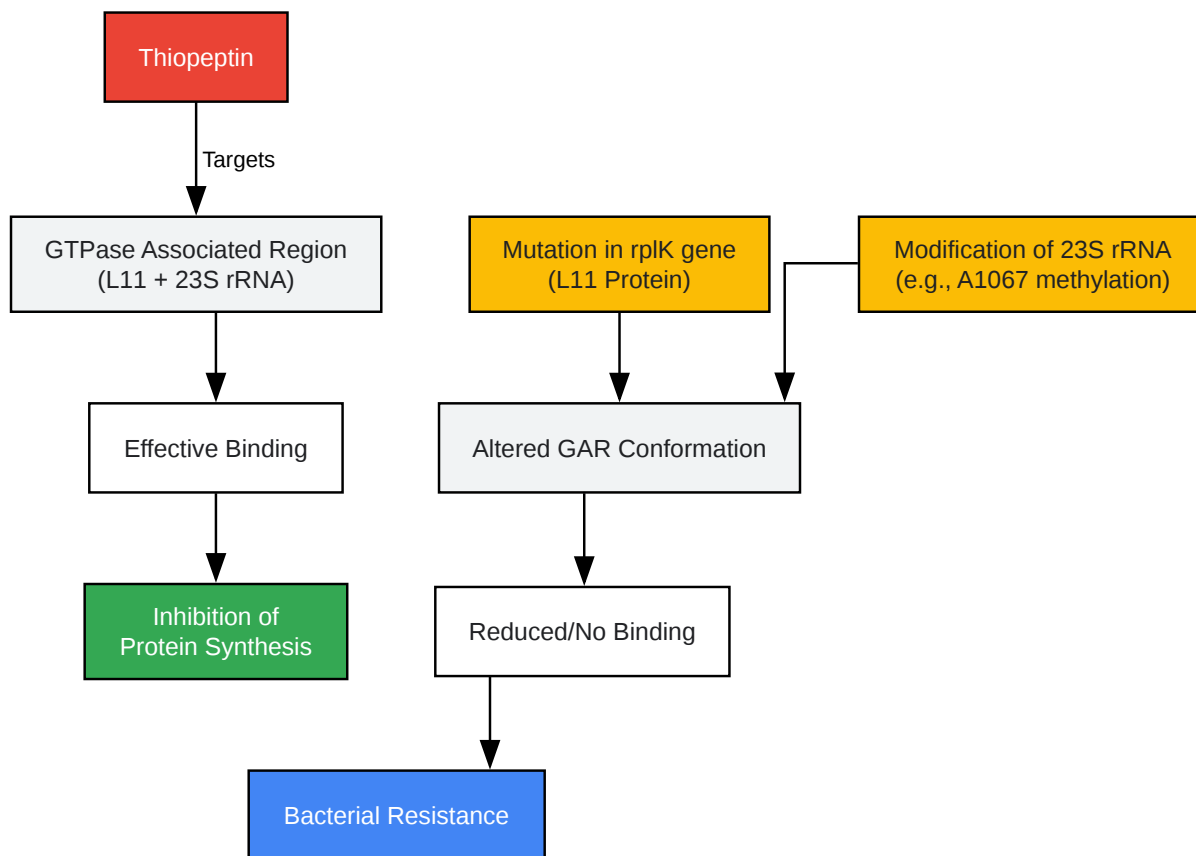 Thiopeptin
Targets
GTPase Associated Region
(L11 + 23S rRNA)
Mutation in rplK gene
(L11 Protein)
Modification of 23S rRNA
(e.g., A1067 methylation)
Effective Binding
Altered GAR Conformation
Inhibition of
Protein Synthesis
Reduced/No Binding
Bacterial Resistance